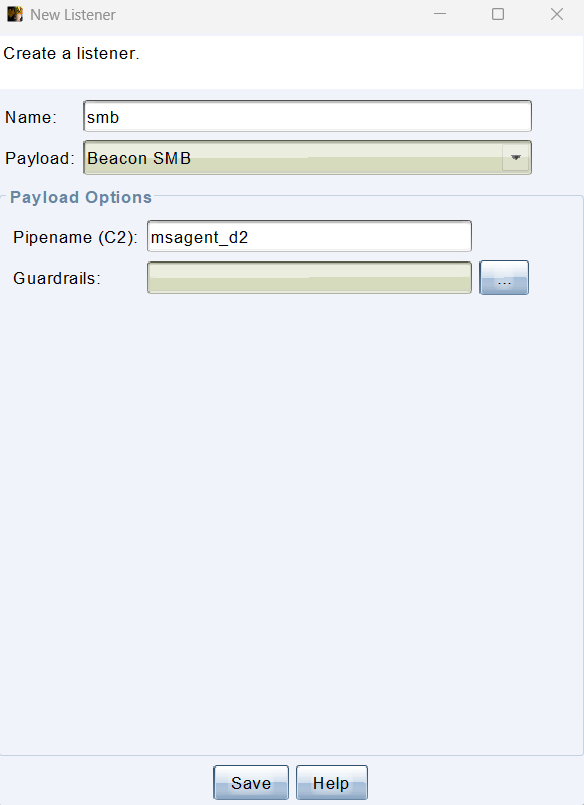 New Listener
Create a listener.
Name: smb
Payload: Beacon SMB
Payload Options
Pipename (C2): msagent_d2
Guardrails: ...
Save Help